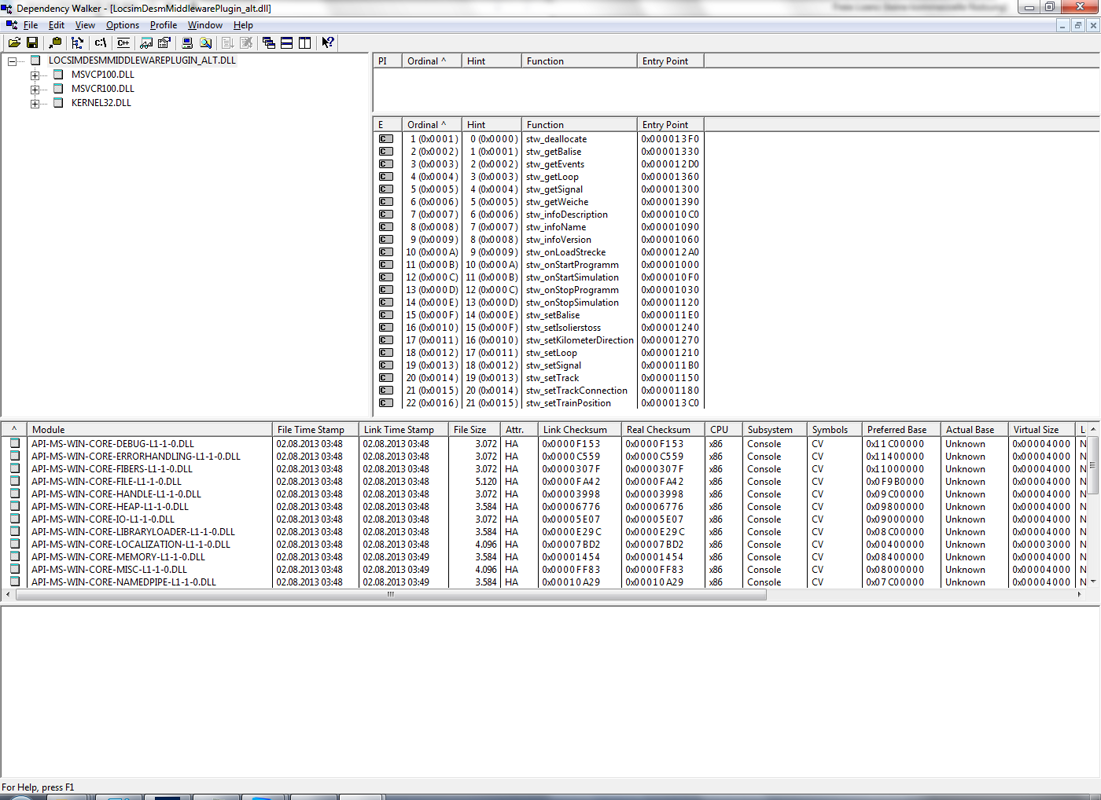 Dependency Walker - [LocsimDesmMiddlewarePlugin_alt.dll]
File Edit View Options Profile Window Help
c:\ C++
LOCSIMDESMMIDDLEWAREPLUGIN_ALT.DLL
MSVCP100.DLL
MSVCR100.DLL
KERNEL32.DLL
PI Ordinal ^ Hint Function Entry Point
E Ordinal ^ Hint Function Entry Point
C 1 (0x0001) 0 (0x0000) stw_deallocate 0x000013F0
C 2 (0x0002) 1 (0x0001) stw_getBalise 0x00001330
C 3 (0x0003) 2 (0x0002) stw_getEvents 0x000012D0
C 4 (0x0004) 3 (0x0003) stw_getLoop 0x00001360
C 5 (0x0005) 4 (0x0004) stw_getSignal 0x00001300
C 6 (0x0006) 5 (0x0005) stw_getWeiche 0x00001390
C 7 (0x0007) 6 (0x0006) stw_infoDescription 0x000010C0
C 8 (0x0008) 7 (0x0007) stw_infoName 0x00001090
C 9 (0x0009) 8 (0x0008) stw_infoVersion 0x00001060
C 10 (0x000A) 9 (0x0009) stw_onLoadStrecke 0x000012A0
C 11 (0x000B) 10 (0x000A) stw_onStartProgramm 0x00001000
C 12 (0x000C) 11 (0x000B) stw_onStartSimulation 0x000010F0
C 13 (0x000D) 12 (0x000C) stw_onStopProgramm 0x00001030
C 14 (0x000E) 13 (0x000D) stw_onStopSimulation 0x00001120
C 15 (0x000F) 14 (0x000E) stw_setBalise 0x000011E0
C 16 (0x0010) 15 (0x000F) stw_setIsolierstoss 0x00001240
C 17 (0x0011) 16 (0x0010) stw_setKilometerDirection 0x00001270
C 18 (0x0012) 17 (0x0011) stw_setLoop 0x00001210
C 19 (0x0013) 18 (0x0012) stw_setSignal 0x000011B0
C 20 (0x0014) 19 (0x0013) stw_setTrack 0x00001150
C 21 (0x0015) 20 (0x0014) stw_setTrackConnection 0x00001180
C 22 (0x0016) 21 (0x0015) stw_setTrainPosition 0x000013C0
^ Module File Time Stamp Link Time Stamp File Size Attr. Link Checksum Real Checksum CPU Subsystem Symbols Preferred Base Actual Base Virtual Size L
API-MS-WIN-CORE-DEBUG-L1-1-0.DLL 02.08.2013 03:48 02.08.2013 03:48 3.072 HA 0x0000F153 0x0000F153 x86 Console CV 0x11C00000 Unknown 0x00004000 N
API-MS-WIN-CORE-ERRORHANDLING-L1-1-0.DLL 02.08.2013 03:48 02.08.2013 03:48 3.072 HA 0x0000C559 0x0000C559 x86 Console CV 0x11400000 Unknown 0x00004000 N
API-MS-WIN-CORE-FIBERS-L1-1-0.DLL 02.08.2013 03:48 02.08.2013 03:48 3.072 HA 0x0000307F 0x0000307F x86 Console CV 0x11000000 Unknown 0x00004000 N
API-MS-WIN-CORE-FILE-L1-1-0.DLL 02.08.2013 03:48 02.08.2013 03:48 5.120 HA 0x0000FA42 0x0000FA42 x86 Console CV 0x0F9B0000 Unknown 0x00004000 N
API-MS-WIN-CORE-HANDLE-L1-1-0.DLL 02.08.2013 03:48 02.08.2013 03:48 3.072 HA 0x00003998 0x00003998 x86 Console CV 0x09C00000 Unknown 0x00004000 N
API-MS-WIN-CORE-HEAP-L1-1-0.DLL 02.08.2013 03:48 02.08.2013 03:48 3.584 HA 0x00006776 0x00006776 x86 Console CV 0x09800000 Unknown 0x00004000 N
API-MS-WIN-CORE-IO-L1-1-0.DLL 02.08.2013 03:48 02.08.2013 03:48 3.072 HA 0x00005E07 0x00005E07 x86 Console CV 0x09000000 Unknown 0x00004000 N
API-MS-WIN-CORE-LIBRARYLOADER-L1-1-0.DLL 02.08.2013 03:48 02.08.2013 03:48 3.584 HA 0x0000E29C 0x0000E29C x86 Console CV 0x08C00000 Unknown 0x00004000 N
API-MS-WIN-CORE-LOCALIZATION-L1-1-0.DLL 02.08.2013 03:48 02.08.2013 03:48 4.096 HA 0x00007BD2 0x00007BD2 x86 Console CV 0x00400000 Unknown 0x00003000 N
API-MS-WIN-CORE-MEMORY-L1-1-0.DLL 02.08.2013 03:48 02.08.2013 03:49 3.584 HA 0x00001454 0x00001454 x86 Console CV 0x08400000 Unknown 0x00004000 N
API-MS-WIN-CORE-MISC-L1-1-0.DLL 02.08.2013 03:48 02.08.2013 03:49 4.096 HA 0x0000FF83 0x0000FF83 x86 Console CV 0x08000000 Unknown 0x00004000 N
API-MS-WIN-CORE-NAMEDPIPE-L1-1-0.DLL 02.08.2013 03:48 02.08.2013 03:49 3.584 HA 0x00010A29 0x00010A29 x86 Console CV 0x07C00000 Unknown 0x00004000 N
For Help, press F1